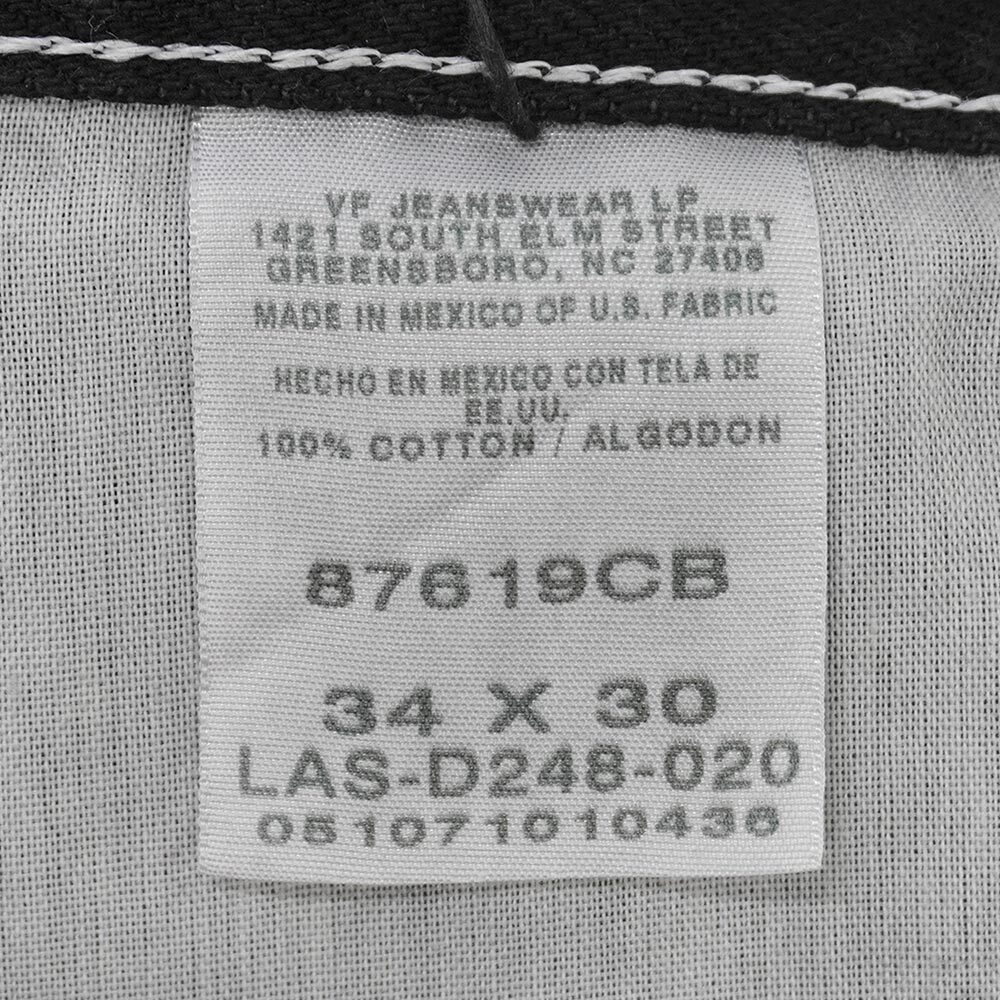 VF JEANSWEAR LP
1421 SOUTH ELM STREET
GREENSBORO, NC 27406
MADE IN MEXICO OF U.S. FABRIC
HECHO EN MEXICO CON TELA DE
EE.UU.
100% COTTON / ALGODON
87619CB
34 X 30
LAS-D248-020
051071010436